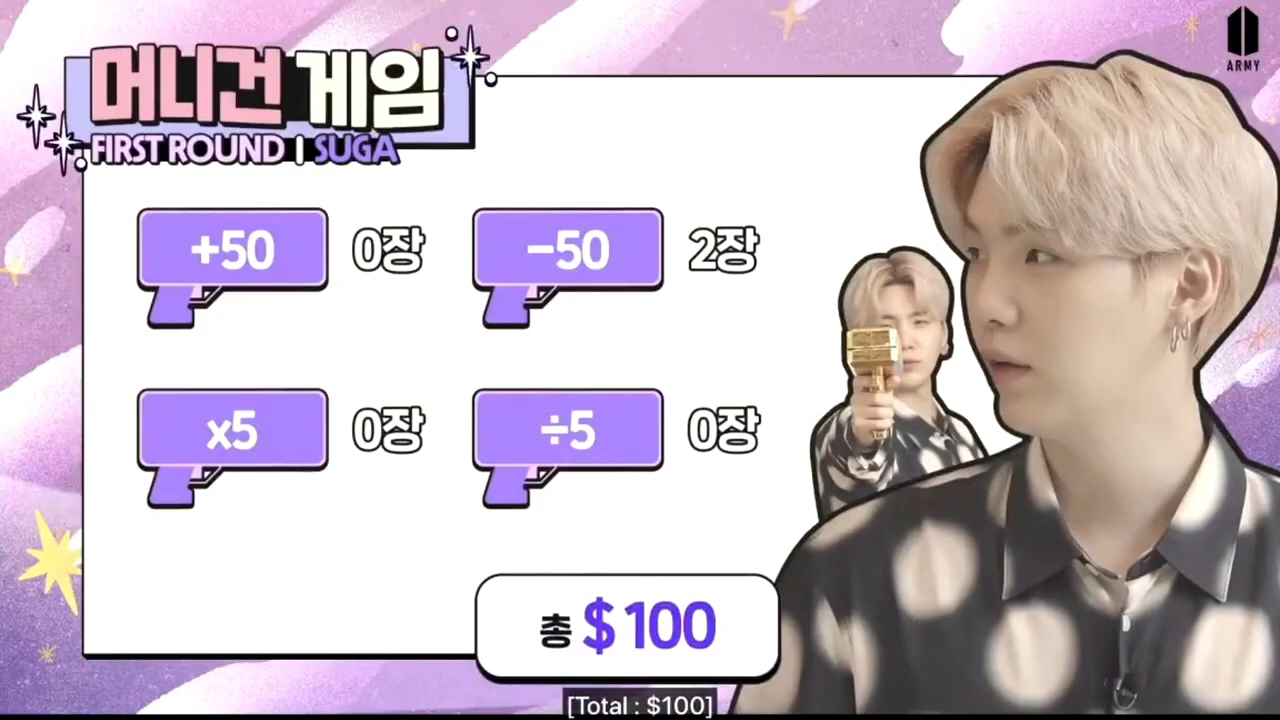 ARMY
머니건 게임
FIRST ROUND | SUGA
+50 0장 -50 2장
x5 0장 ÷5 0장
총 $100
[Total : $100]